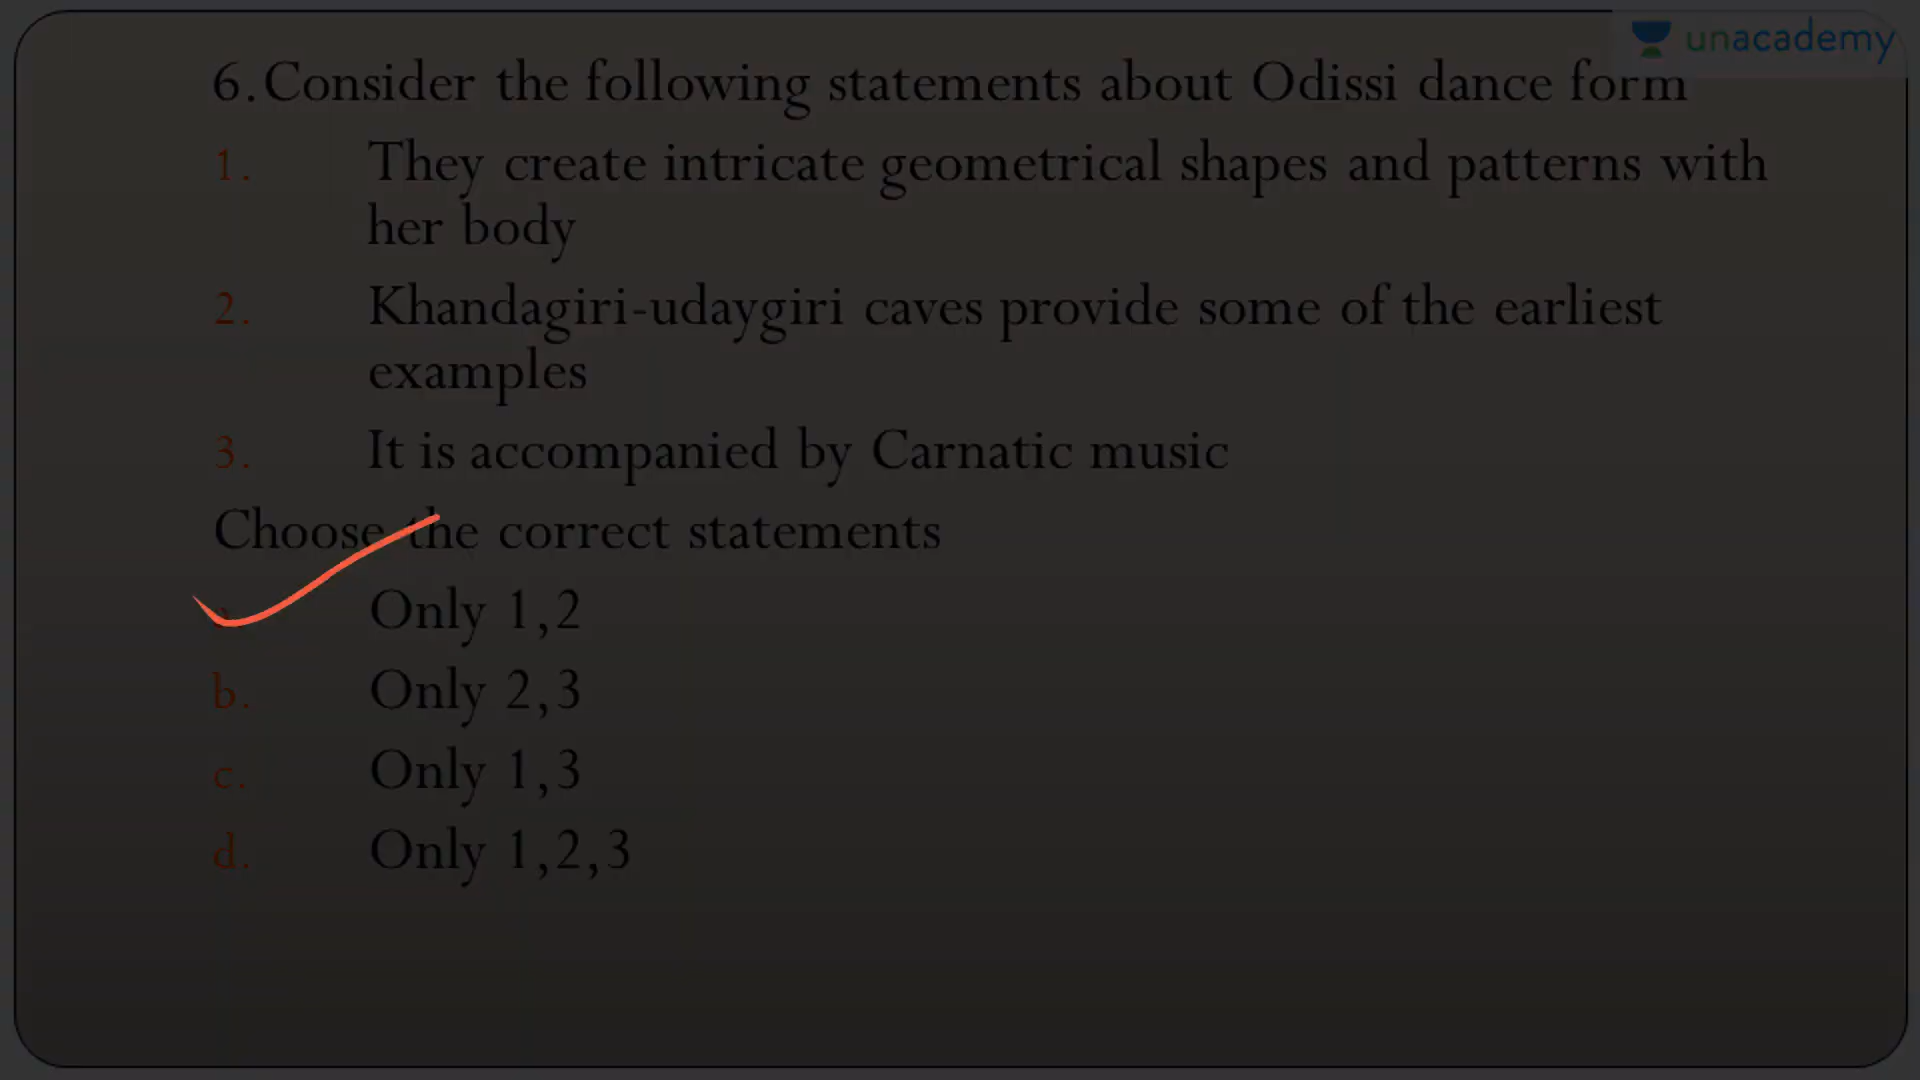 unacademy
6.Consider the following statements about Odissi dance form
1. They create intricate geometrical shapes and patterns with
her body
2. Khandagiri-udaygiri caves provide some of the earliest
examples
3. It is accompanied by Carnatic music
Choose the correct statements
Only 1,2
b. Only 2,3
c. Only 1,3
d. Only 1,2,3